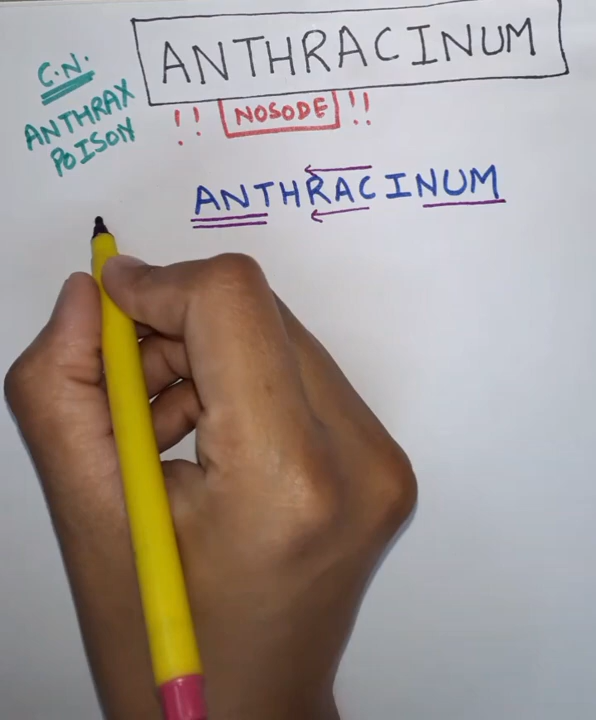 ANTHRACINUM
C.N.
ANTHRAX
POISON
!! NOSODE !!
ANTHRACINUM